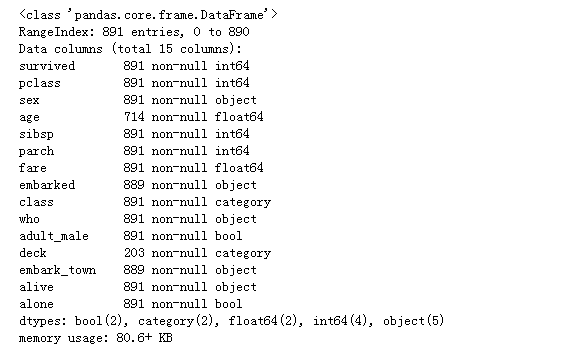 <class 'pandas.core.frame.DataFrame'>
RangeIndex: 891 entries, 0 to 890
Data columns (total 15 columns):
survived       891 non-null int64
pclass         891 non-null int64
sex            891 non-null object
age            714 non-null float64
sibsp          891 non-null int64
parch          891 non-null int64
fare           891 non-null float64
embarked       889 non-null object
class          891 non-null category
who            891 non-null object
adult_male     891 non-null bool
deck           203 non-null category
embark_town    889 non-null object
alive          891 non-null object
alone          891 non-null bool
dtypes: bool(2), category(2), float64(2), int64(4), object(5)
memory usage: 80.6+ KB